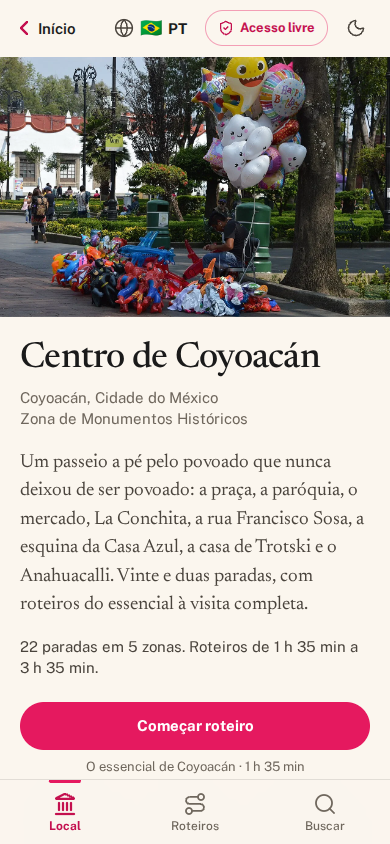 Início
PT
Acesso livre
Centro de Coyoacán
Coyoacán, Cidade do México
Zona de Monumentos Históricos
Um passeio a pé pelo povoado que nunca
deixou de ser povoado: a praça, a paróquia, o
mercado, La Conchita, a rua Francisco Sosa, a
esquina da Casa Azul, a casa de Trotski e o
Anahuacalli. Vinte e duas paradas, com
roteiros do essencial à visita completa.
22 paradas em 5 zonas. Roteiros de 1 h 35 min a
3 h 35 min.
Começar roteiro
O essencial de Coyoacán · 1 h 35 min
Local
Roteiros
Buscar